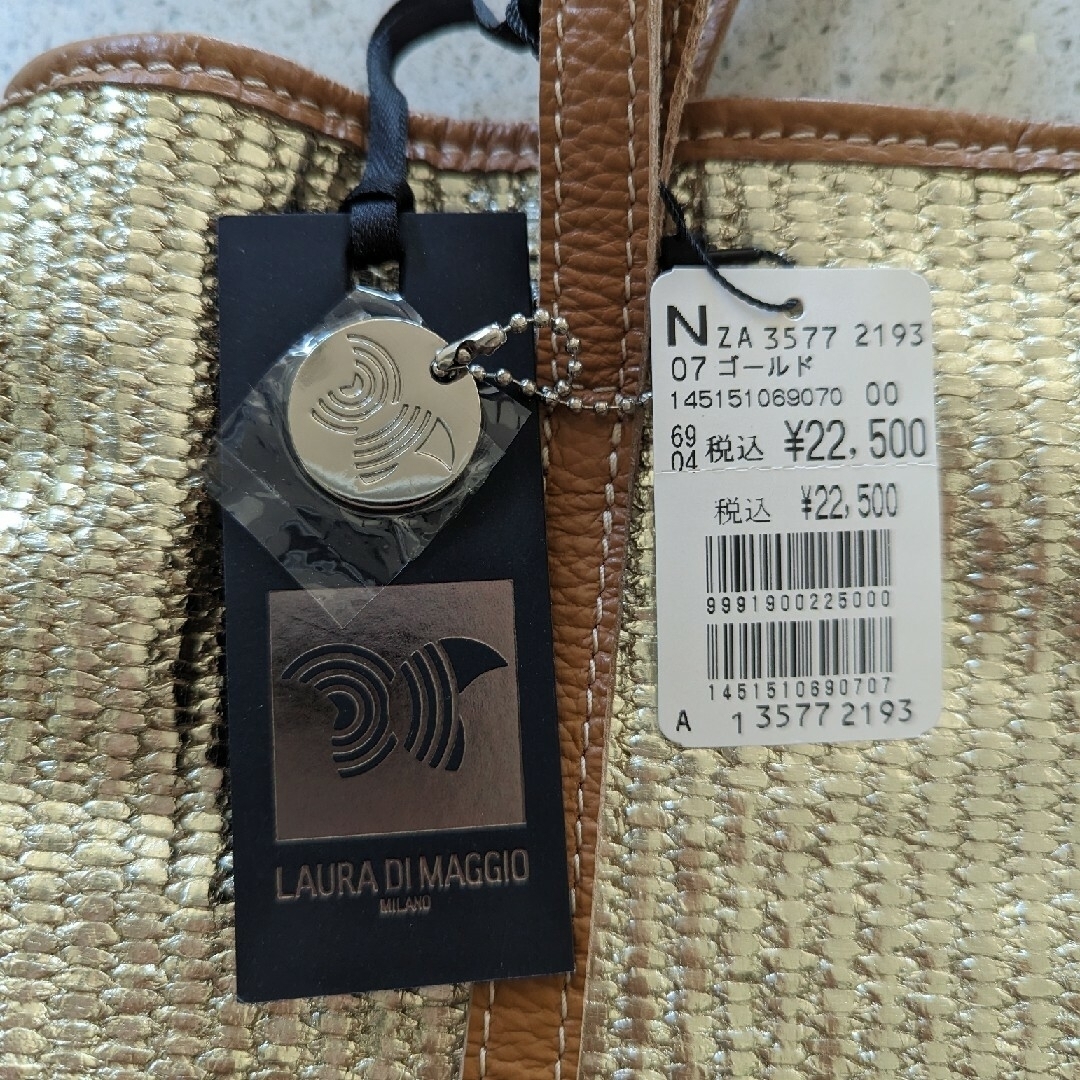 LAURA DI MAGGIO
MILANO
N ZA 3577 2193
07 ゴールド
145151069070 00
69
04 税込 ¥22,500
税込 ¥22,500
9991900225000
1451510690707
A 1 3577 2193